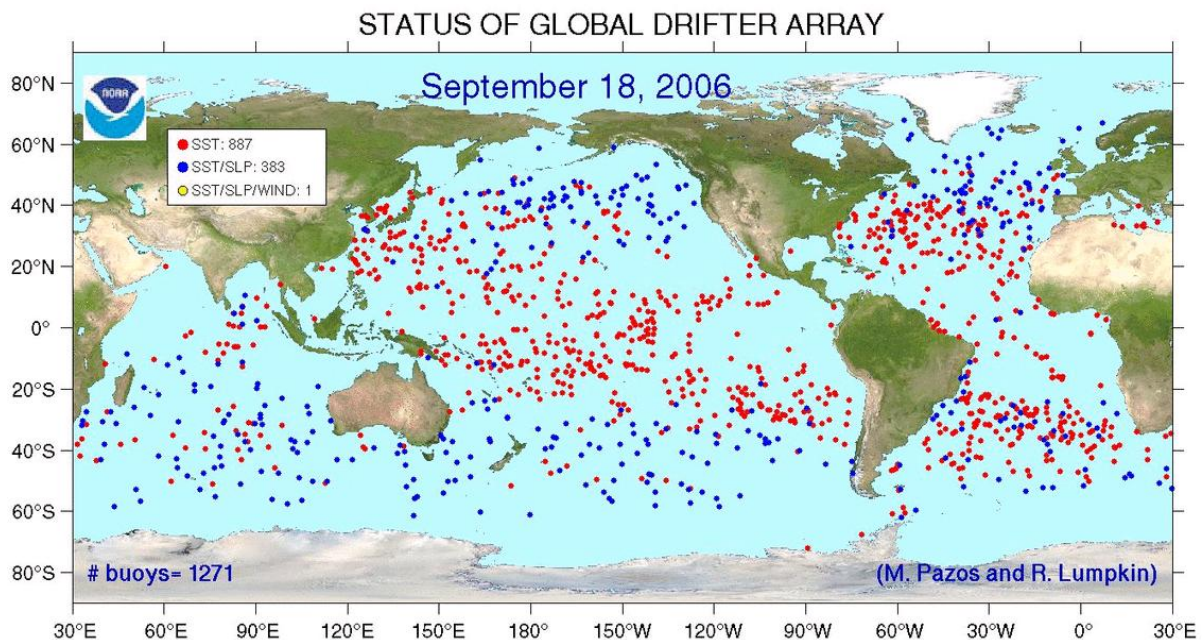 STATUS OF GLOBAL DRIFTER ARRAY
September 18, 2006
NOAA
SST: 887
SST/SLP: 383
SST/SLP/WIND: 1
80°N
60°N
40°N
20°N
0°
20°S
40°S
60°S
80°S
# buoys= 1271
(M. Pazos and R. Lumpkin)
30°E 60°E 90°E 120°E 150°E 180°E 150°W 120°W 90°W 60°W 30°W 0° 30°E